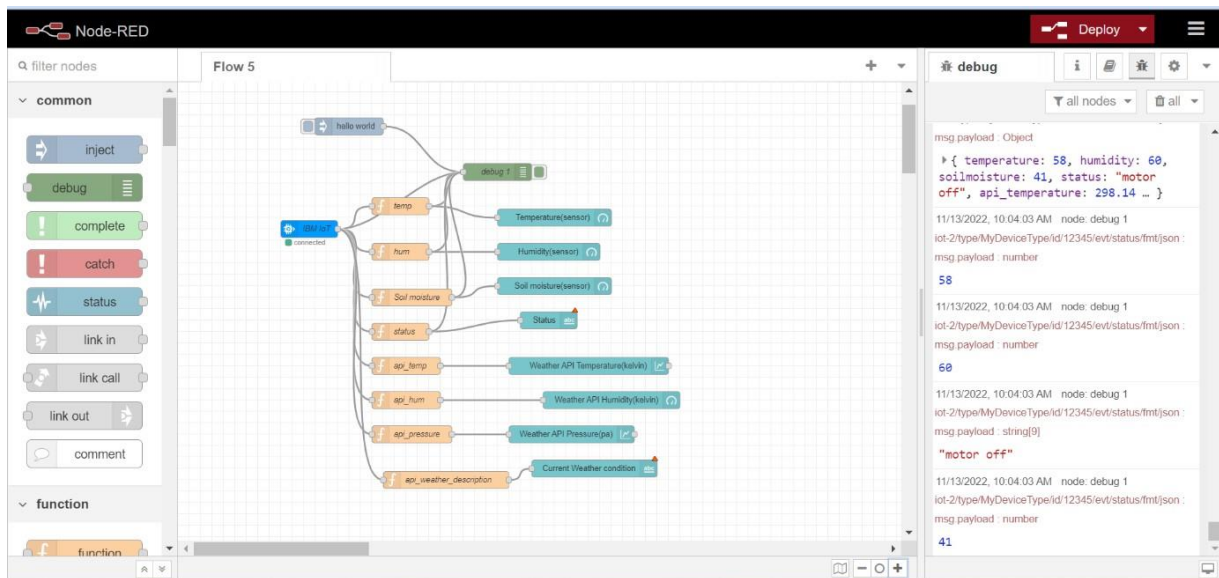 Node-RED
Deploy
filter nodes
common
inject
debug
complete
catch
status
link in
link call
link out
comment
function
function
Flow 5
hello world
debug 1
IBM IoT
connected
temp
Temperature(sensor)
hum
Humidity(sensor)
Soil moisture
Soil moisture(sensor)
status
Status
abc
api_temp
Weather API Temperature(kelvin)
api_hum
Weather API Humidity(kelvin)
api_pressure
Weather API Pressure(pa)
api_weather_description
Current Weather condition
abc
debug
i
all nodes
all
msg.payload : Object
{ temperature: 58, humidity: 60,
soilmoisture: 41, status: "motor
off", api_temperature: 298.14 … }
11/13/2022, 10:04:03 AM node: debug 1
iot-2/type/MyDeviceType/id/12345/evt/status/fmt/json :
msg.payload : number
58
11/13/2022, 10:04:03 AM node: debug 1
iot-2/type/MyDeviceType/id/12345/evt/status/fmt/json :
msg.payload : number
60
11/13/2022, 10:04:03 AM node: debug 1
iot-2/type/MyDeviceType/id/12345/evt/status/fmt/json :
msg.payload : string[9]
"motor off"
11/13/2022, 10:04:03 AM node: debug 1
iot-2/type/MyDeviceType/id/12345/evt/status/fmt/json :
msg.payload : number
41